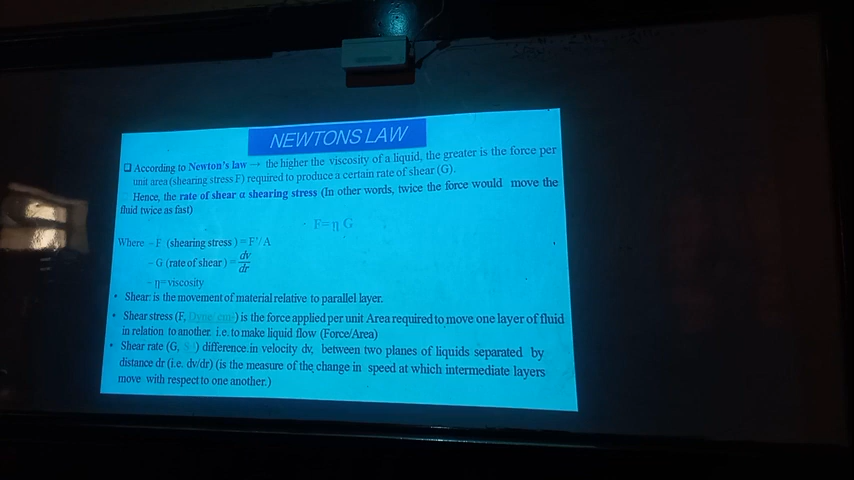 NEWTONS LAW
❑ According to Newton's law → the higher the viscosity of a liquid, the greater is the force per
unit area (shearing stress F) required to produce a certain rate of shear (G).
Hence, the rate of shear α shearing stress (In other words, twice the force would move the
fluid twice as fast)
F=η G
Where - F (shearing stress) = F'/A
- G (rate of shear) = dv/dr
- η=viscosity
• Shear: is the movement of material relative to parallel layer.
• Shear stress (F, Dyne cm-) is the force applied per unit Area required to move one layer of fluid
in relation to another. i.e. to make liquid flow (Force/Area)
• Shear rate (G, S-) difference in velocity dv, between two planes of liquids separated by
distance dr (i.e. dv/dr) (is the measure of the change in speed at which intermediate layers
move with respect to one another.)